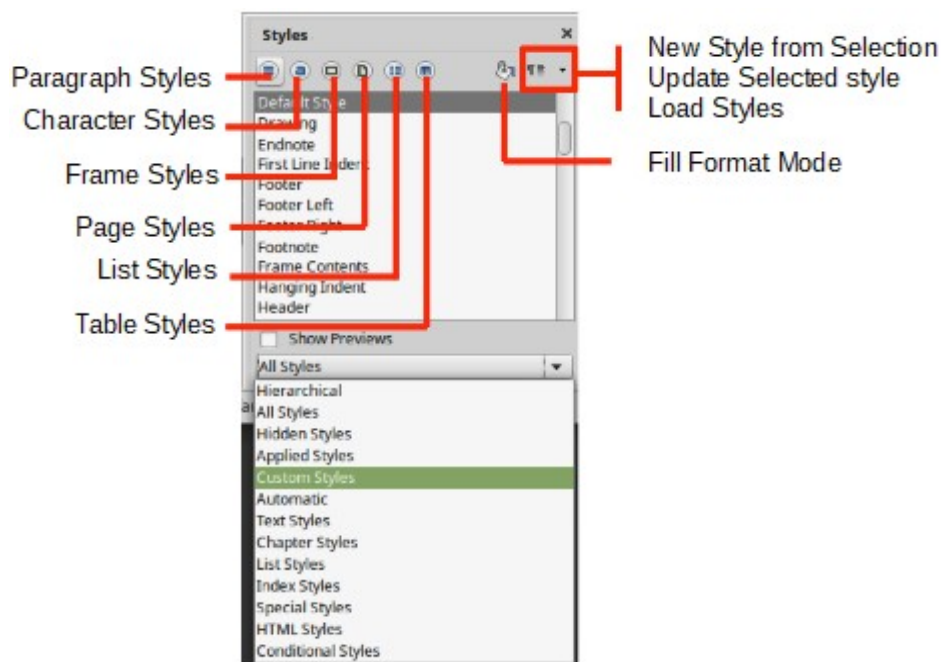 Styles
New Style from Selection
Update Selected style
Load Styles
Paragraph Styles
Default Style
Character Styles
Drawing
Endnote
Fill Format Mode
First Line Indent
Frame Styles
Footer
Footer Left
Page Styles
Footer Right
Footnote
List Styles
Frame Contents
Hanging Indent
Header
Table Styles
Show Previews
All Styles
Hierarchical
All Styles
Hidden Styles
Applied Styles
Custom Styles
Automatic
Text Styles
Chapter Styles
List Styles
Index Styles
Special Styles
HTML Styles
Conditional Styles